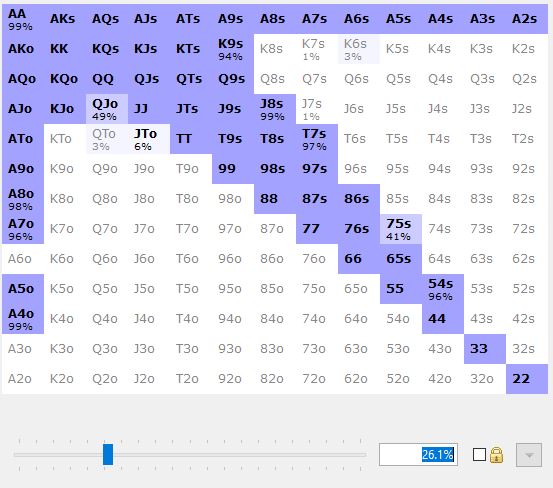 AA AKs AQs AJs ATs A9s A8s A7s A6s A5s A4s A3s A2s
99%
AKo KK KQs KJs KTs K9s K8s K7s K6s K5s K4s K3s K2s
94% 1% 3%
AQo KQo QQ QJs QTs Q9s Q8s Q7s Q6s Q5s Q4s Q3s Q2s
AJo KJo QJo JJ JTs J9s J8s J7s J6s J5s J4s J3s J2s
49% 99% 1%
ATo KTo QTo JTo TT T9s T8s T7s T6s T5s T4s T3s T2s
3% 6% 97%
A9o K9o Q9o J9o T9o 99 98s 97s 96s 95s 94s 93s 92s
A8o K8o Q8o J8o T8o 98o 88 87s 86s 85s 84s 83s 82s
98%
A7o K7o Q7o J7o T7o 97o 87o 77 76s 75s 74s 73s 72s
96% 41%
A6o K6o Q6o J6o T6o 96o 86o 76o 66 65s 64s 63s 62s
A5o K5o Q5o J5o T5o 95o 85o 75o 65o 55 54s 53s 52s
96%
A4o K4o Q4o J4o T4o 94o 84o 74o 64o 54o 44 43s 42s
99%
A3o K3o Q3o J3o T3o 93o 83o 73o 63o 53o 43o 33 32s
A2o K2o Q2o J2o T2o 92o 82o 72o 62o 52o 42o 32o 22
26.1%